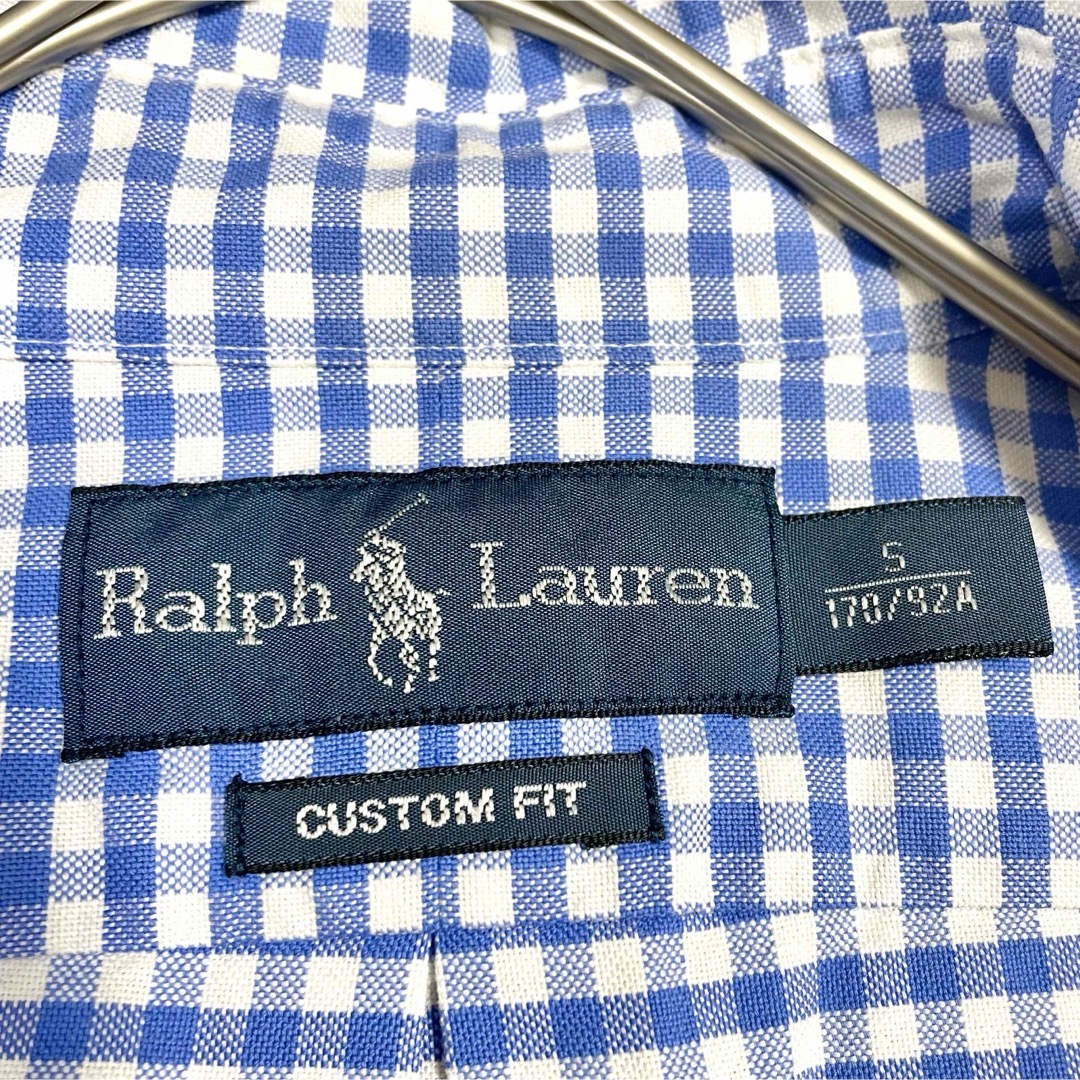 Ralph Lauren
S
170/92A
CUSTOM FIT